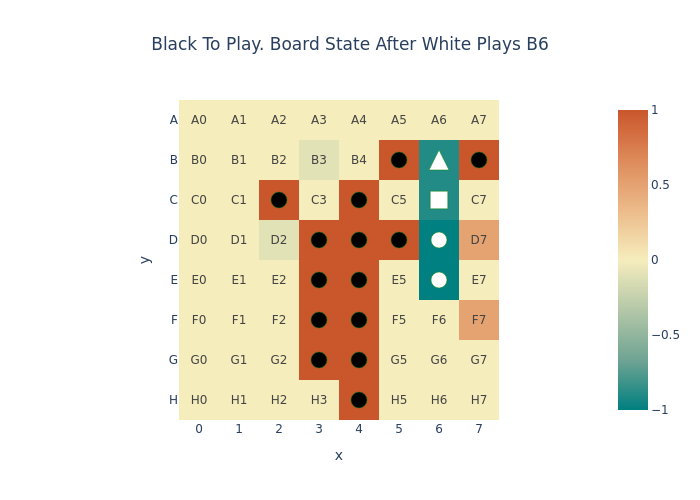 Black To Play. Board State After White Plays B6
A A0 A1 A2 A3 A4 A5 A6 A7
B B0 B1 B2 B3 B4
C C0 C1 C3 C5 C7
D D0 D1 D2 D7
E E0 E1 E2 E5 E7
F F0 F1 F2 F5 F6 F7
G G0 G1 G2 G5 G6 G7
H H0 H1 H2 H3 H5 H6 H7
0 1 2 3 4 5 6 7
x
y
1
0.5
0
−0.5
−1